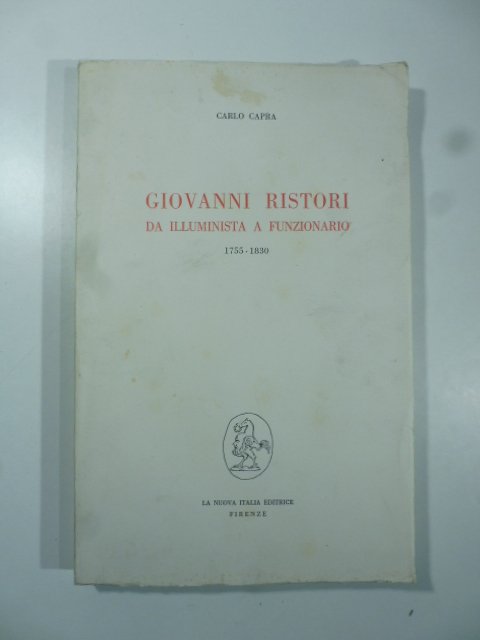 CARLO CAPRA
GIOVANNI RISTORI
DA ILLUMINISTA A FUNZIONARIO
1755 - 1830
LA NUOVA ITALIA EDITRICE
FIRENZE